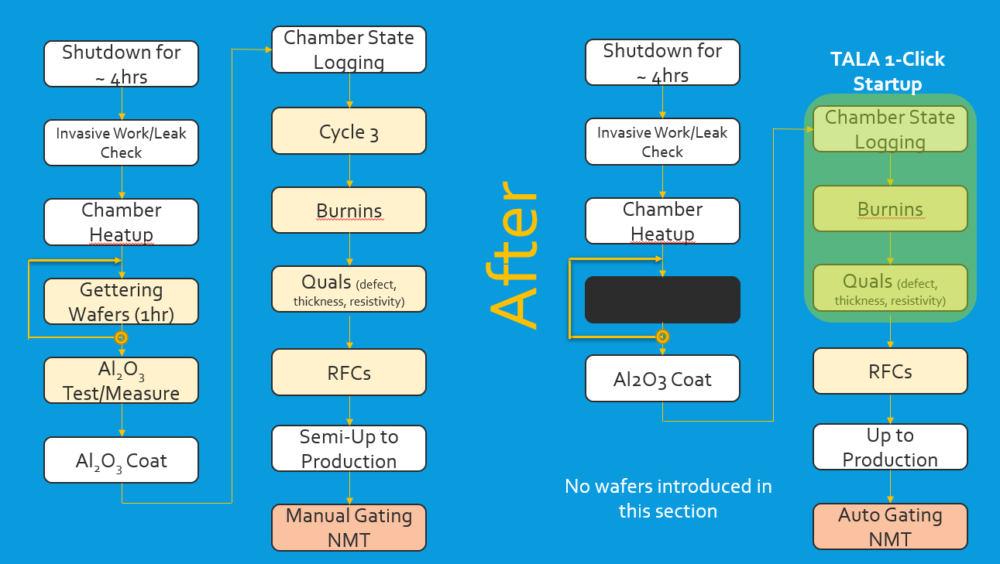 Shutdown for
~ 4hrs
Invasive Work/Leak
Check
Chamber
Heatup
Gettering
Wafers (1hr)
Al₂O₃
Test/Measure
Al₂O₃ Coat
Chamber State
Logging
Cycle 3
Burnins
Quals (defect,
thickness, resistivity)
RFCs
Semi-Up to
Production
Manual Gating
NMT
After
Shutdown for
~ 4hrs
Invasive Work/Leak
Check
Chamber
Heatup
Al2O3 Coat
No wafers introduced in
this section
TALA 1-Click
Startup
Chamber State
Logging
Burnins
Quals (defect,
thickness, resistivity)
RFCs
Up to
Production
Auto Gating
NMT